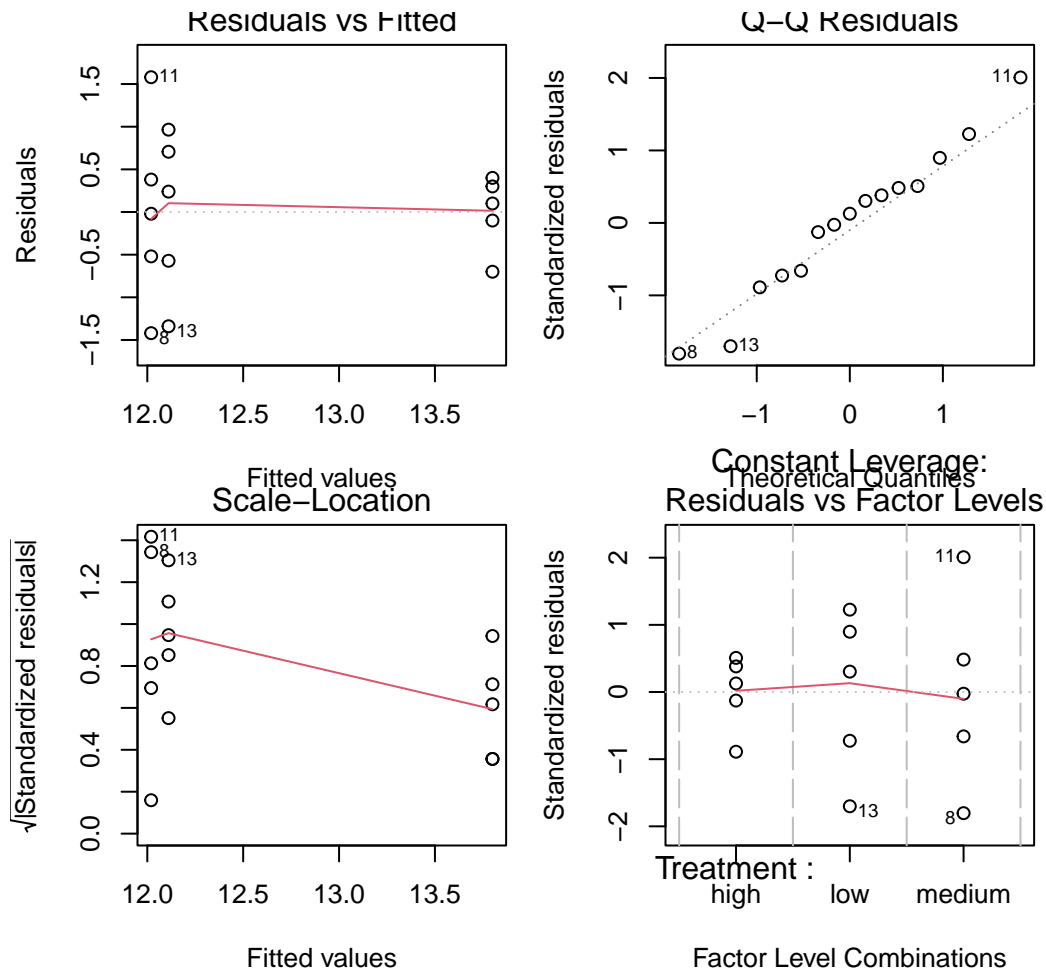 Residuals vs Fitted
Residuals
1.5
0.5
−0.5
−1.5
11
8
13
12.0 12.5 13.0 13.5
Fitted values
Q−Q Residuals
Standardized residuals
2
1
0
−1
11
8
13
−1 0 1
Theoretical Quantiles
Scale−Location
√|Standardized residuals|
1.2
0.8
0.4
0.0
11
8
13
12.0 12.5 13.0 13.5
Fitted values
Constant Leverage:
Residuals vs Factor Levels
Standardized residuals
2
1
0
−1
−2
11
13
8
Treatment :
high low medium
Factor Level Combinations